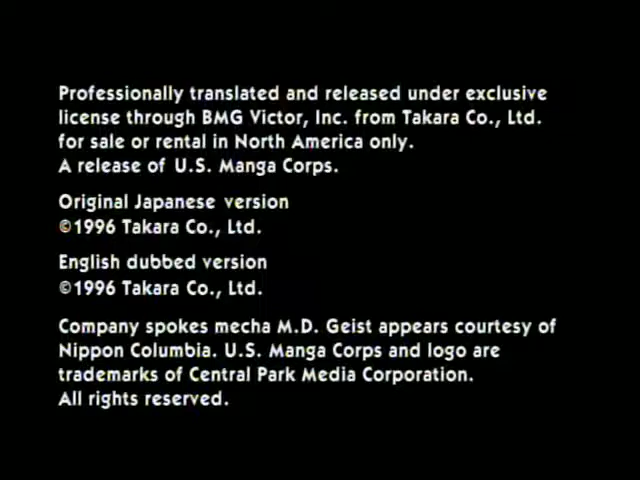 Professionally translated and released under exclusive
license through BMG Victor, Inc. from Takara Co., Ltd.
for sale or rental in North America only.
A release of U.S. Manga Corps.
Original Japanese version
©1996 Takara Co., Ltd.
English dubbed version
©1996 Takara Co., Ltd.
Company spokes mecha M.D. Geist appears courtesy of
Nippon Columbia. U.S. Manga Corps and logo are
trademarks of Central Park Media Corporation.
All rights reserved.